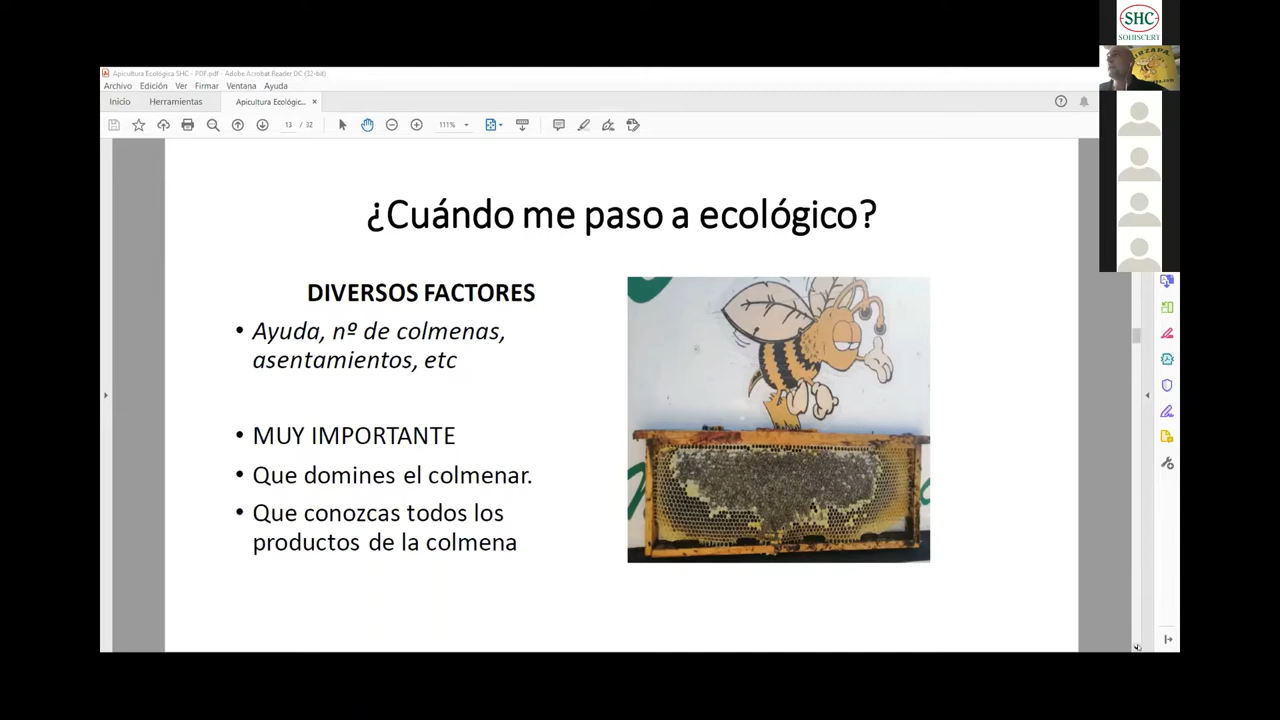 SHC
SOHISCERT
Apicultura Ecológica SHC - PDF.pdf - Adobe Acrobat Reader DC (32-bit)
Archivo Edición Ver Firmar Ventana Ayuda
Inicio Herramientas Apicultura Ecológic... ×
13 / 32 111%
¿Cuándo me paso a ecológico?
DIVERSOS FACTORES
• Ayuda, nº de colmenas,
asentamientos, etc
• MUY IMPORTANTE
• Que domines el colmenar.
• Que conozcas todos los
productos de la colmena